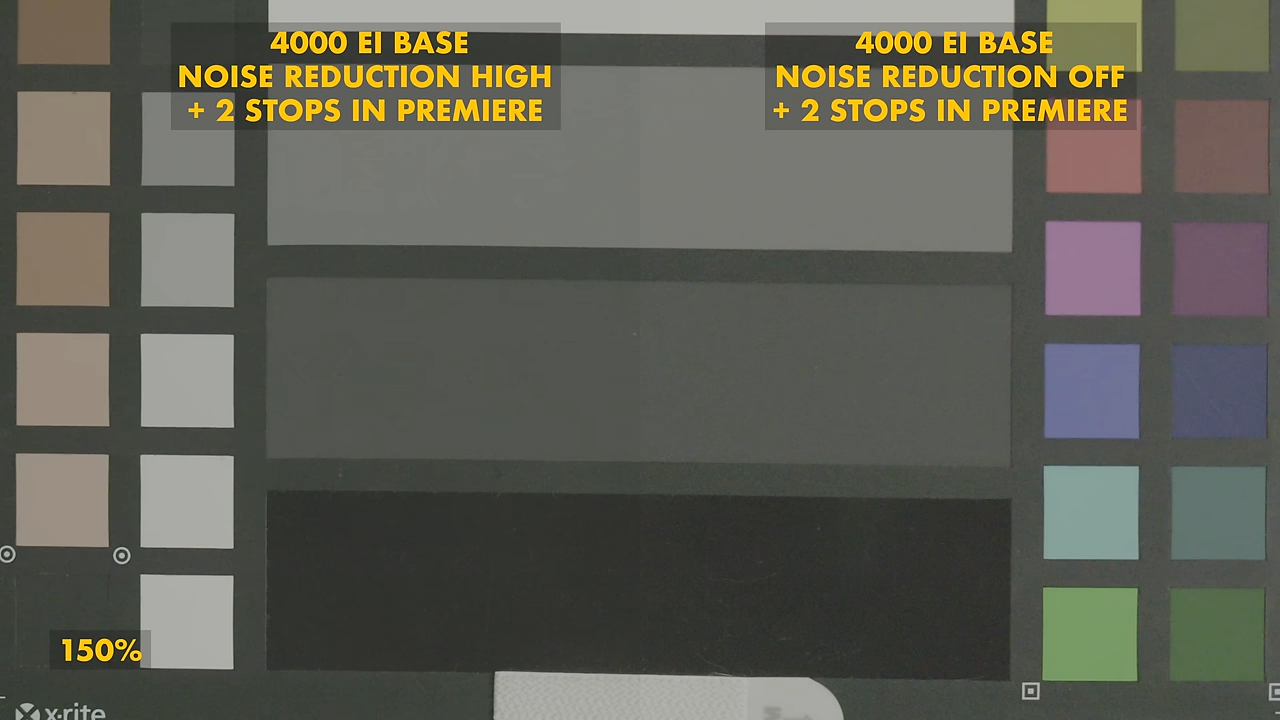 4000 EI BASE
NOISE REDUCTION HIGH
+ 2 STOPS IN PREMIERE
4000 EI BASE
NOISE REDUCTION OFF
+ 2 STOPS IN PREMIERE
150%
x·rite